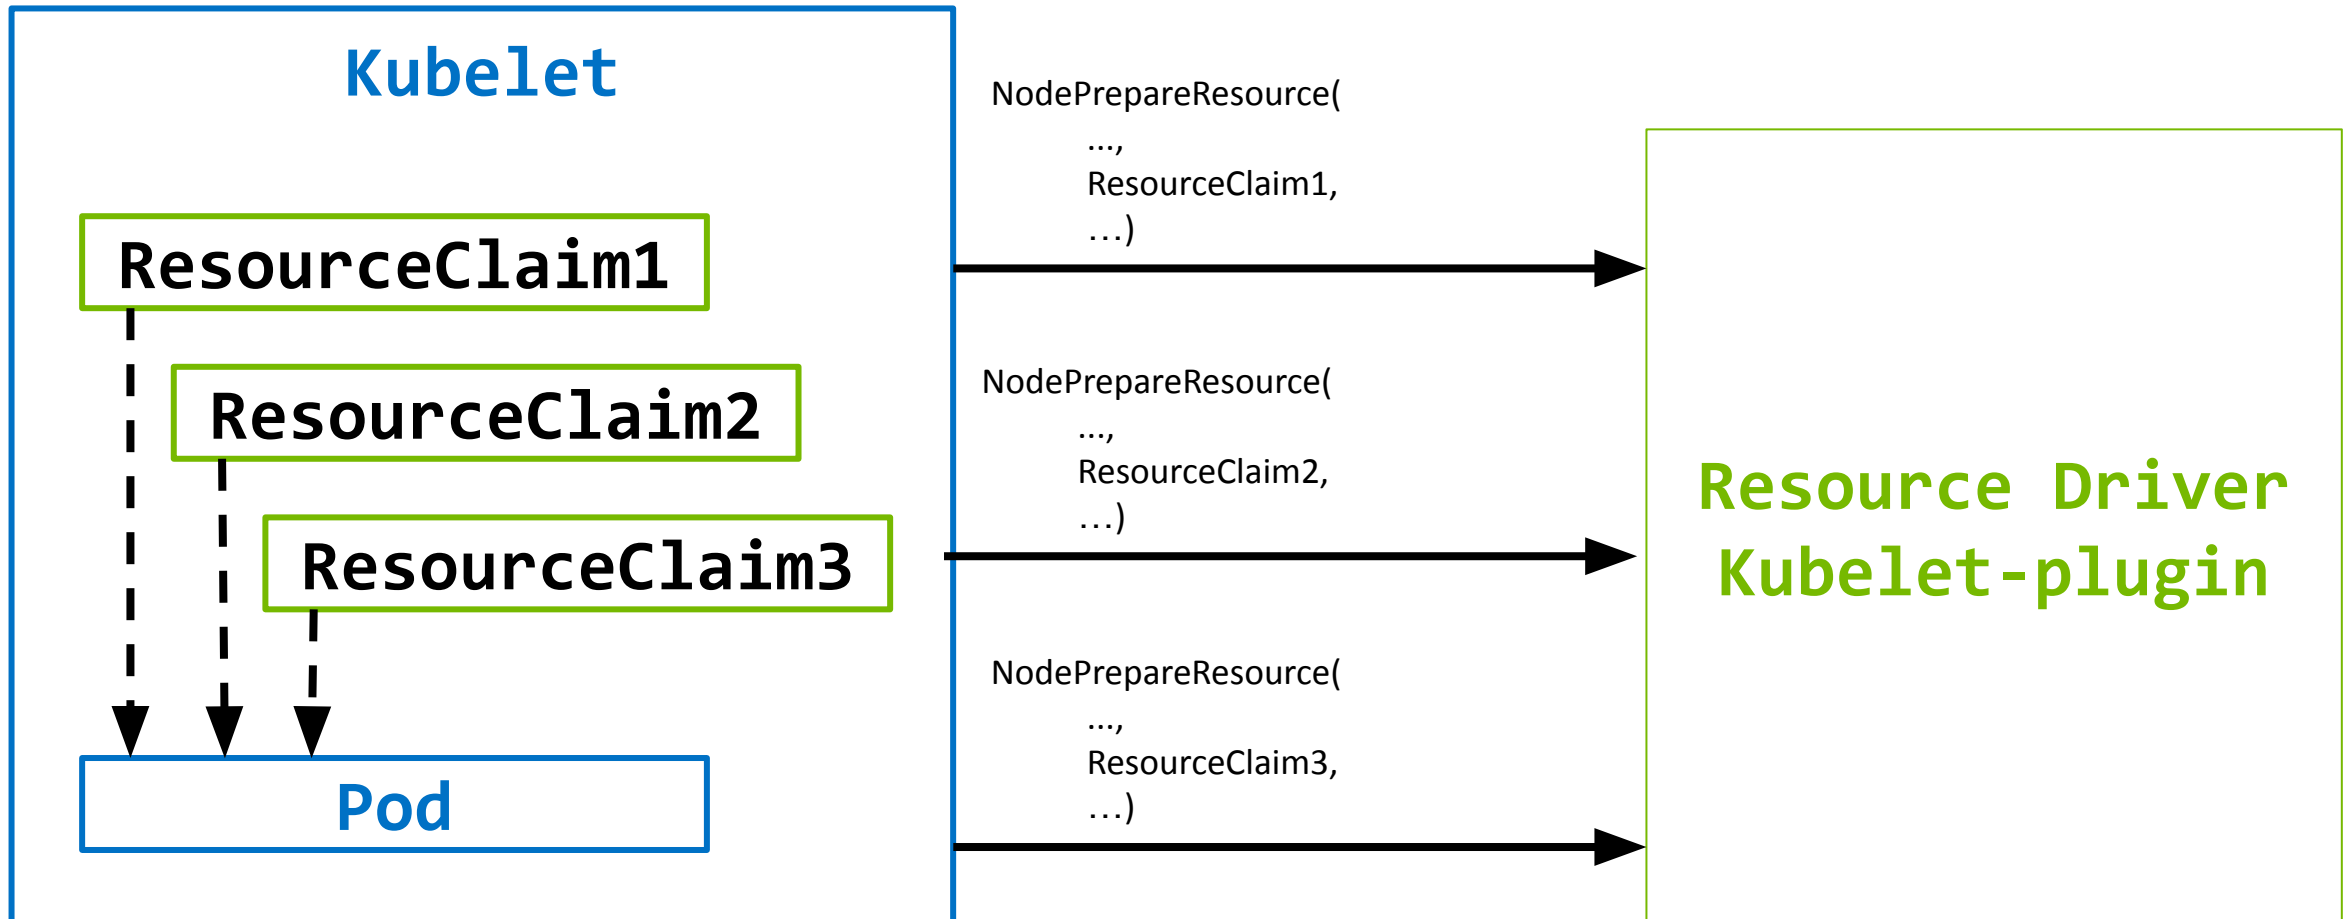 Kubelet
ResourceClaim1
ResourceClaim2
ResourceClaim3
Pod
NodePrepareResource(
...,
ResourceClaim1,
...)
NodePrepareResource(
...,
ResourceClaim2,
...)
NodePrepareResource(
...,
ResourceClaim3,
...)
Resource Driver
Kubelet-plugin